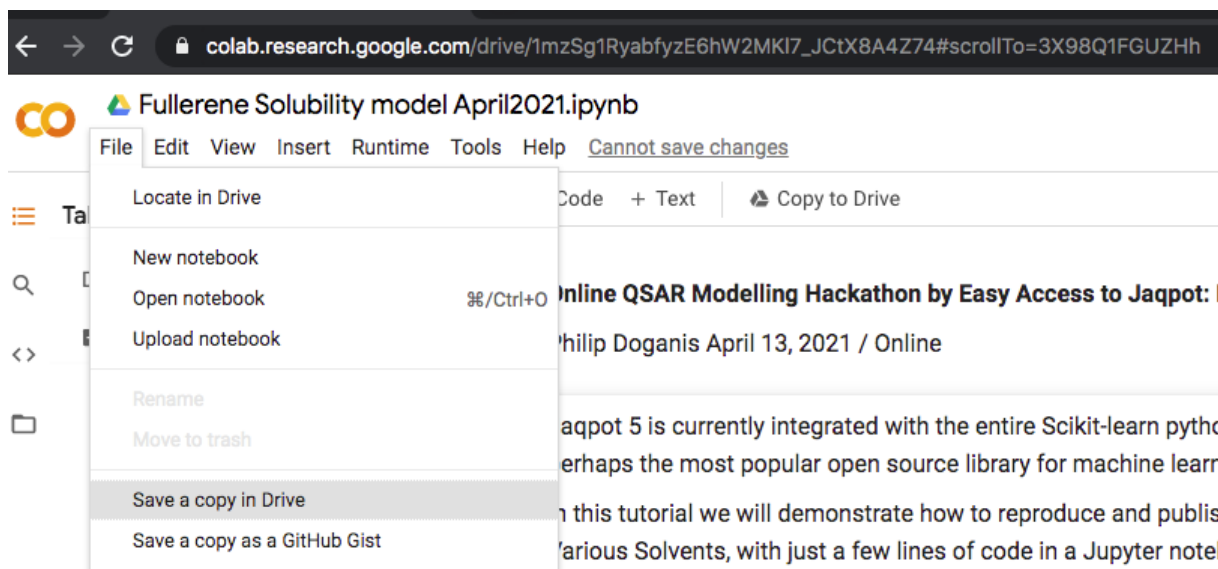 colab.research.google.com/drive/1mzSg1RyabfyzE6hW2MKl7_JCtX8A4Z74#scrollTo=3X98Q1FGUZHh
Fullerene Solubility model April2021.ipynb
File Edit View Insert Runtime Tools Help Cannot save changes
Locate in Drive
Code + Text Copy to Drive
Ta
New notebook
Open notebook ⌘/Ctrl+O
Online QSAR Modelling Hackathon by Easy Access to Jaqpot:
Upload notebook
Philip Doganis April 13, 2021 / Online
Rename
Move to trash
aqpot 5 is currently integrated with the entire Scikit-learn pytho
erhaps the most popular open source library for machine learn
Save a copy in Drive
n this tutorial we will demonstrate how to reproduce and publis
Save a copy as a GitHub Gist
Various Solvents, with just a few lines of code in a Jupyter note